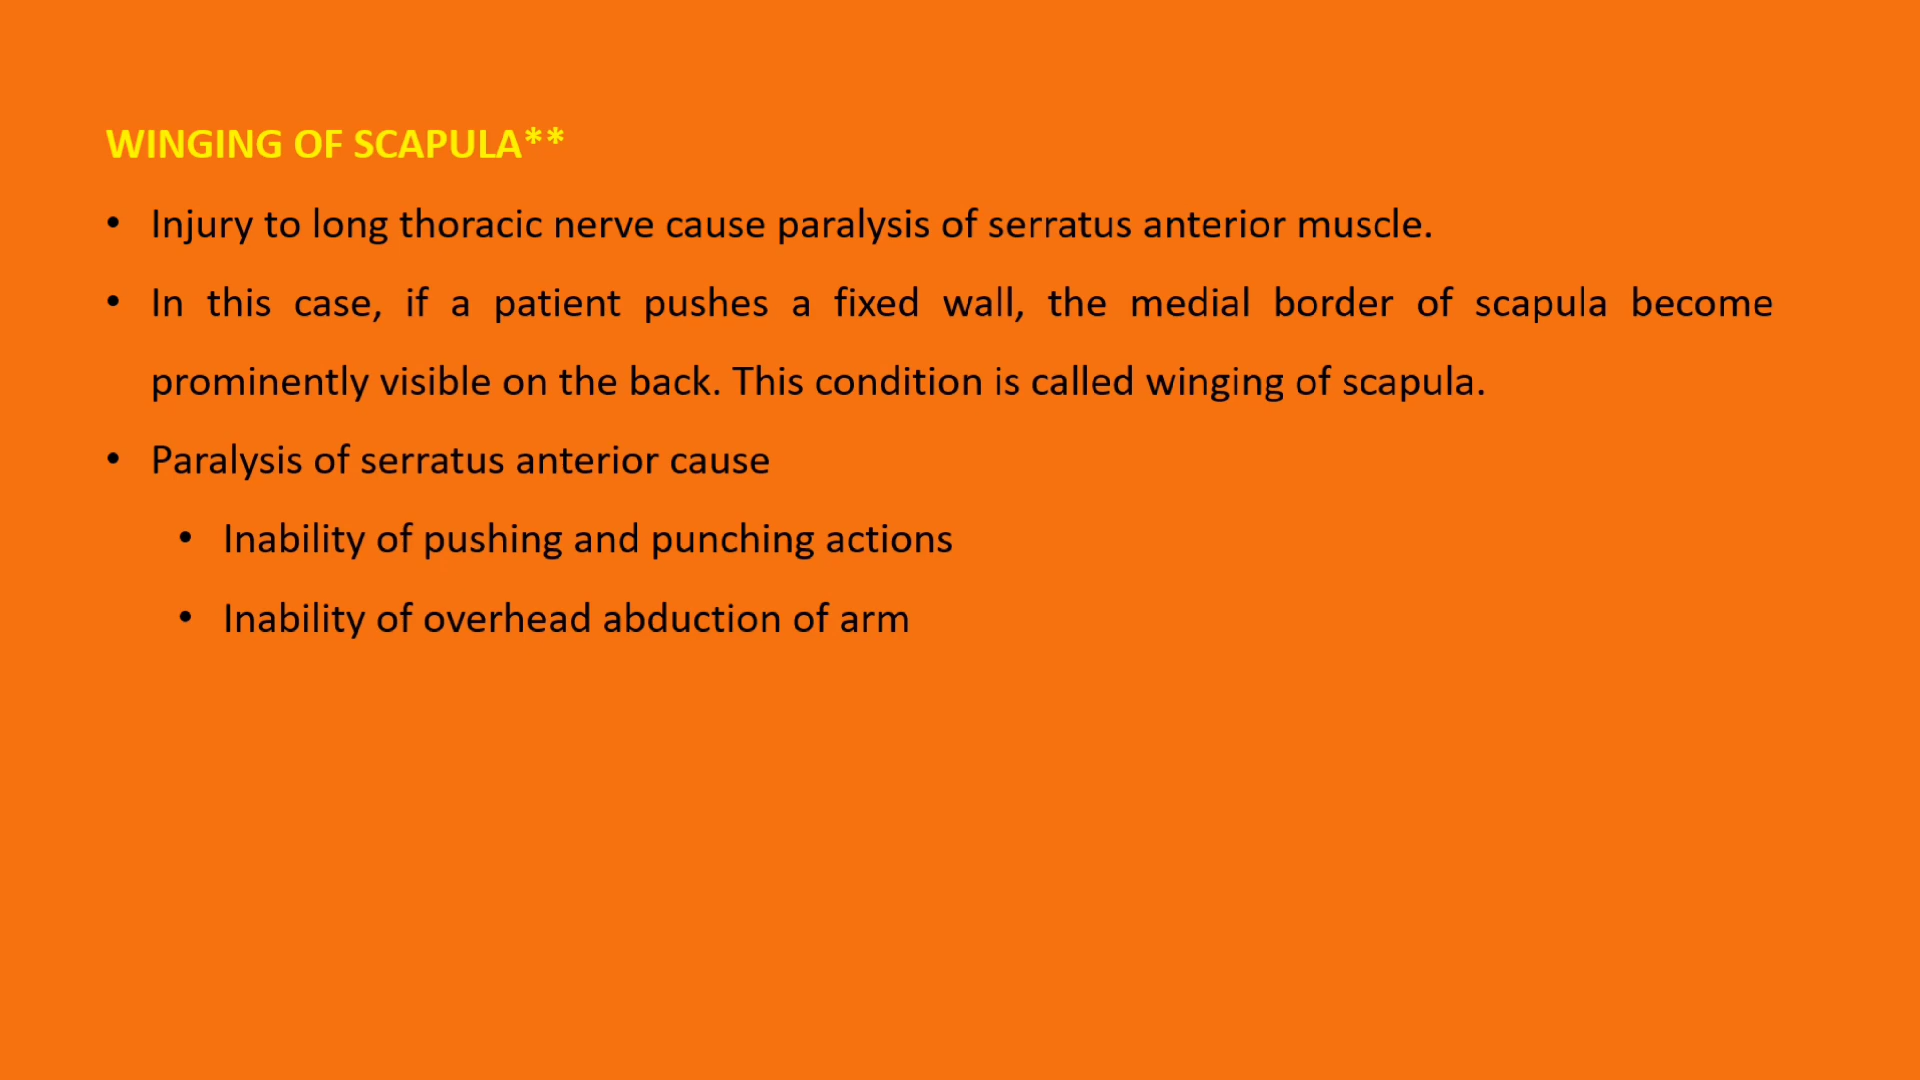 WINGING OF SCAPULA**
• Injury to long thoracic nerve cause paralysis of serratus anterior muscle.
• In this case, if a patient pushes a fixed wall, the medial border of scapula become
prominently visible on the back. This condition is called winging of scapula.
• Paralysis of serratus anterior cause
• Inability of pushing and punching actions
• Inability of overhead abduction of arm